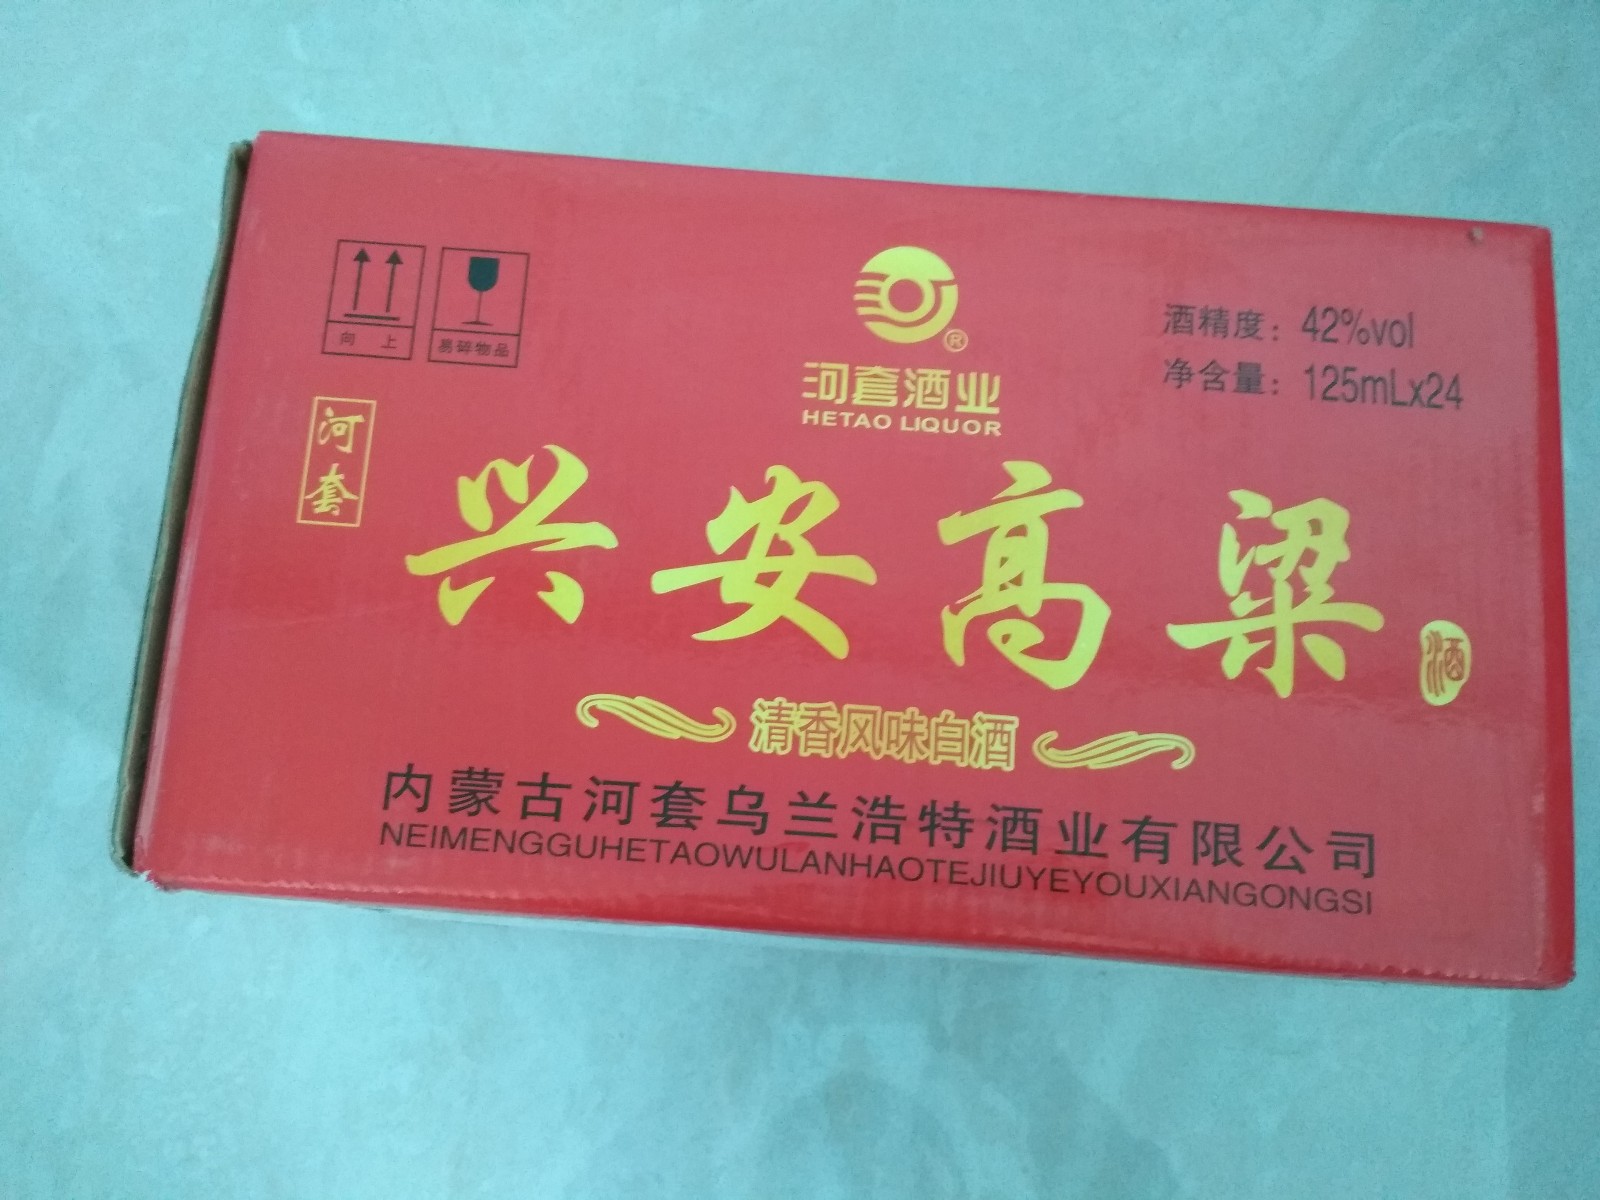 向 上
易碎物品
®
河套酒业
HETAO LIQUOR
酒精度：42%vol
净含量：125mLx24
河套
兴安高粱
酒
清香风味白酒
内蒙古河套乌兰浩特酒业有限公司
NEIMENGGUHETAOWULANHAOTEJIUYEYOUXIANGONGSI